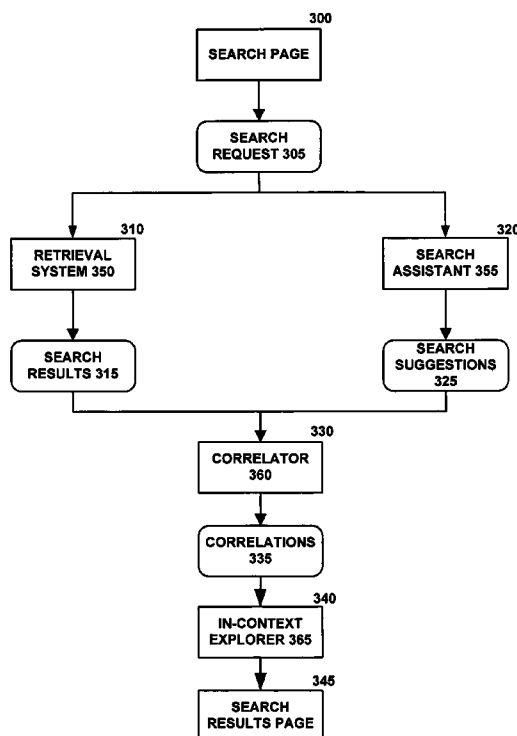 300
SEARCH PAGE
SEARCH
REQUEST 305
310
RETRIEVAL
SYSTEM 350
320
SEARCH
ASSISTANT 355
SEARCH
RESULTS 315
SEARCH
SUGGESTIONS
325
330
CORRELATOR
360
CORRELATIONS
335
340
IN-CONTEXT
EXPLORER 365
345
SEARCH
RESULTS PAGE